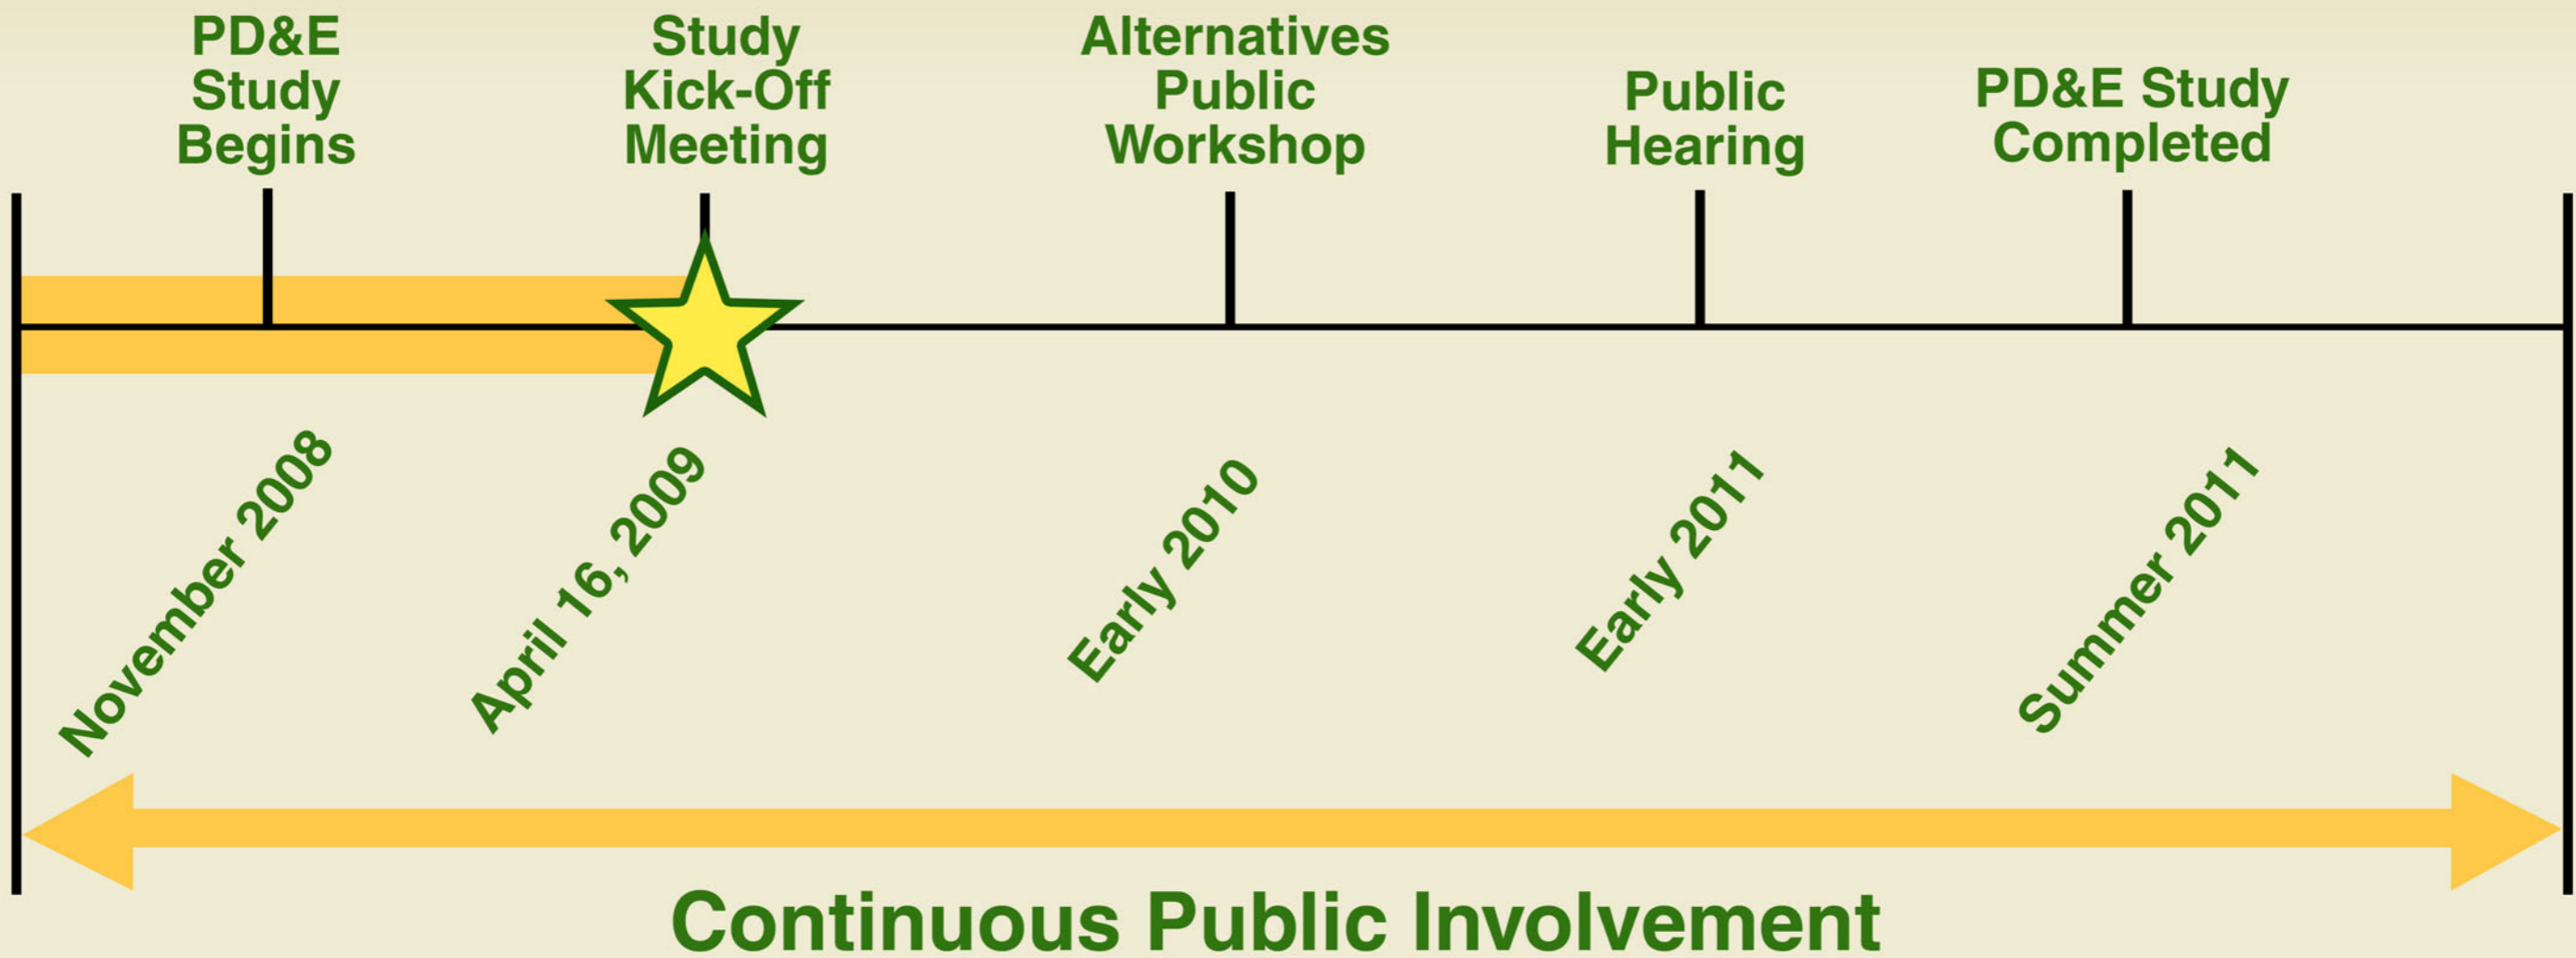 PD&E
Study
Begins
Study
Kick-Off
Meeting
Alternatives
Public
Workshop
Public
Hearing
PD&E Study
Completed
November 2008
April 16, 2009
Early 2010
Early 2011
Summer 2011
Continuous Public Involvement